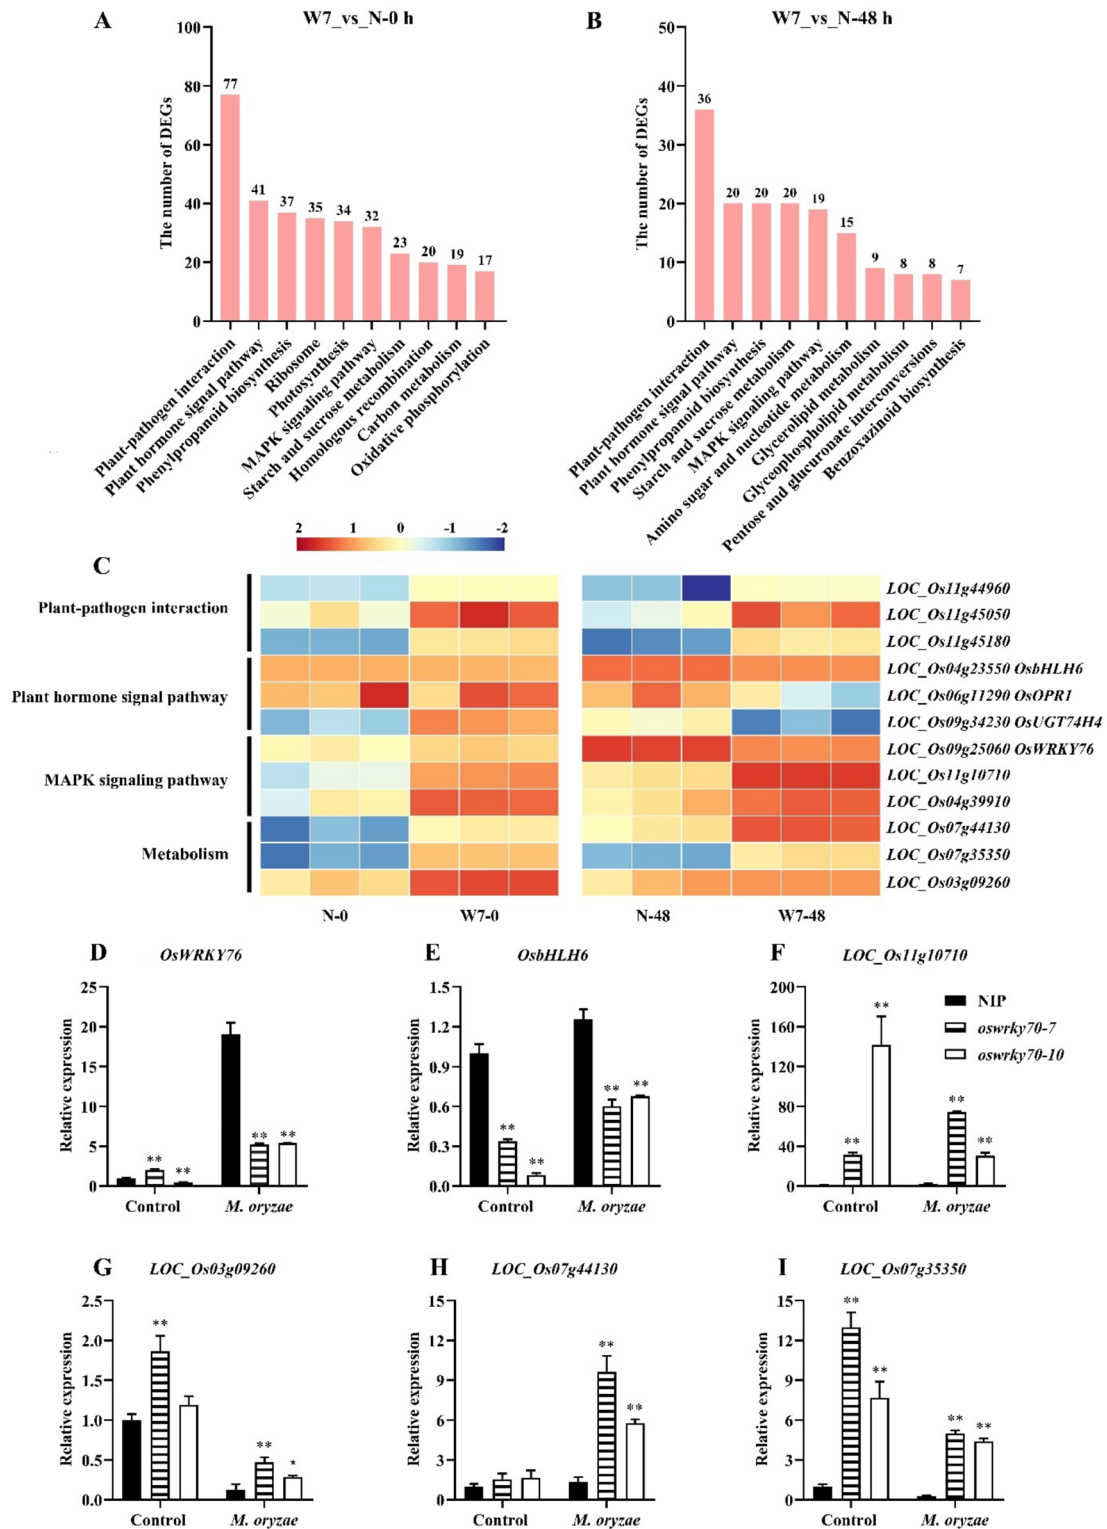 A
W7_vs_N-0 h
The number of DEGs
100
80
60
40
20
0
77
41
37
35
34
32
23
20
19
17
Plant-pathogen interaction
Plant hormone signal pathway
Phenylpropanoid biosynthesis
Ribosome
Photosynthesis
MAPK signaling pathway
Starch and sucrose metabolism
Homologous recombination
Carbon metabolism
Oxidative phosphorylation
B
W7_vs_N-48 h
The number of DEGs
50
40
30
20
10
0
36
20
20
20
19
15
9
8
8
7
Plant-pathogen interaction
Plant hormone signal pathway
Phenylpropanoid biosynthesis
Starch and sucrose metabolism
MAPK signaling pathway
Amino sugar and nucleotide metabolism
Glycerolipid metabolism
Glyceophospholipid metabolism
Pentose and glucuronate interconversions
Benzoxazinoid biosynthesis
2 1 0 -1 -2
C
Plant-pathogen interaction
Plant hormone signal pathway
MAPK signaling pathway
Metabolism
LOC_Os11g44960
LOC_Os11g45050
LOC_Os11g45180
LOC_Os04g23550 OsbHLH6
LOC_Os06g11290 OsOPR1
LOC_Os09g34230 OsUGT74H4
LOC_Os09g25060 OsWRKY76
LOC_Os11g10710
LOC_Os04g39910
LOC_Os07g44130
LOC_Os07g35350
LOC_Os03g09260
N-0 W7-0 N-48 W7-48
D
OsWRKY76
Relative expression
25
20
15
10
5
0
** ** ** **
Control M. oryzae
E
OsbHLH6
Relative expression
1.5
1.2
0.9
0.6
0.3
0.0
** ** ** **
Control M. oryzae
F
LOC_Os11g10710
Relative expression
200
160
120
80
40
0
** ** ** **
Control M. oryzae
NIP
oswrky70-7
oswrky70-10
G
LOC_Os03g09260
Relative expression
2.5
2.0
1.5
1.0
0.5
0.0
** ** *
Control M. oryzae
H
LOC_Os07g44130
Relative expression
15
12
9
6
3
0
** **
Control M. oryzae
I
LOC_Os07g35350
Relative expression
15
12
9
6
3
0
** ** ** **
Control M. oryzae